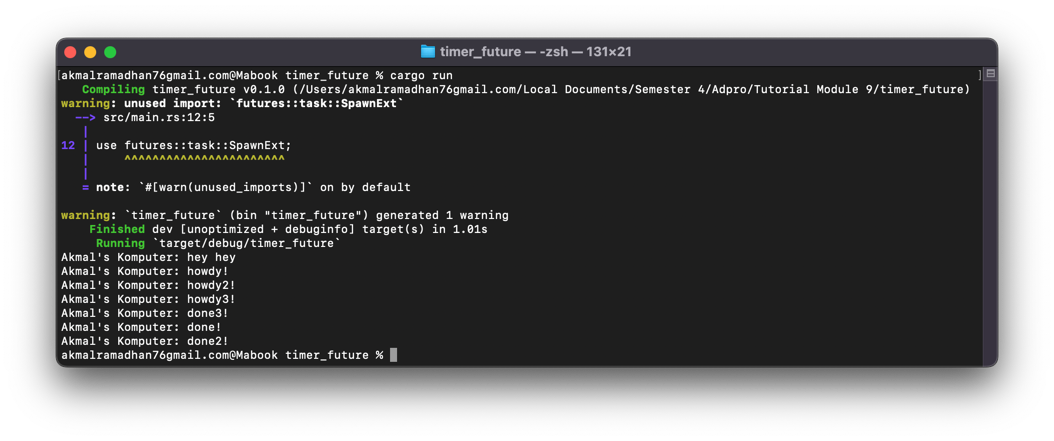 timer_future — -zsh — 131×21
[akmalramadhan76gmail.com@Mabook timer_future % cargo run ]
Compiling timer_future v0.1.0 (/Users/akmalramadhan76gmail.com/Local Documents/Semester 4/Adpro/Tutorial Module 9/timer_future)
warning: unused import: `futures::task::SpawnExt`
--> src/main.rs:12:5
|
12 | use futures::task::SpawnExt;
| ^^^^^^^^^^^^^^^^^^^^^^^
|
= note: `#[warn(unused_imports)]` on by default
warning: `timer_future` (bin "timer_future") generated 1 warning
Finished dev [unoptimized + debuginfo] target(s) in 1.01s
Running `target/debug/timer_future`
Akmal's Komputer: hey hey
Akmal's Komputer: howdy!
Akmal's Komputer: howdy2!
Akmal's Komputer: howdy3!
Akmal's Komputer: done3!
Akmal's Komputer: done!
Akmal's Komputer: done2!
akmalramadhan76gmail.com@Mabook timer_future %